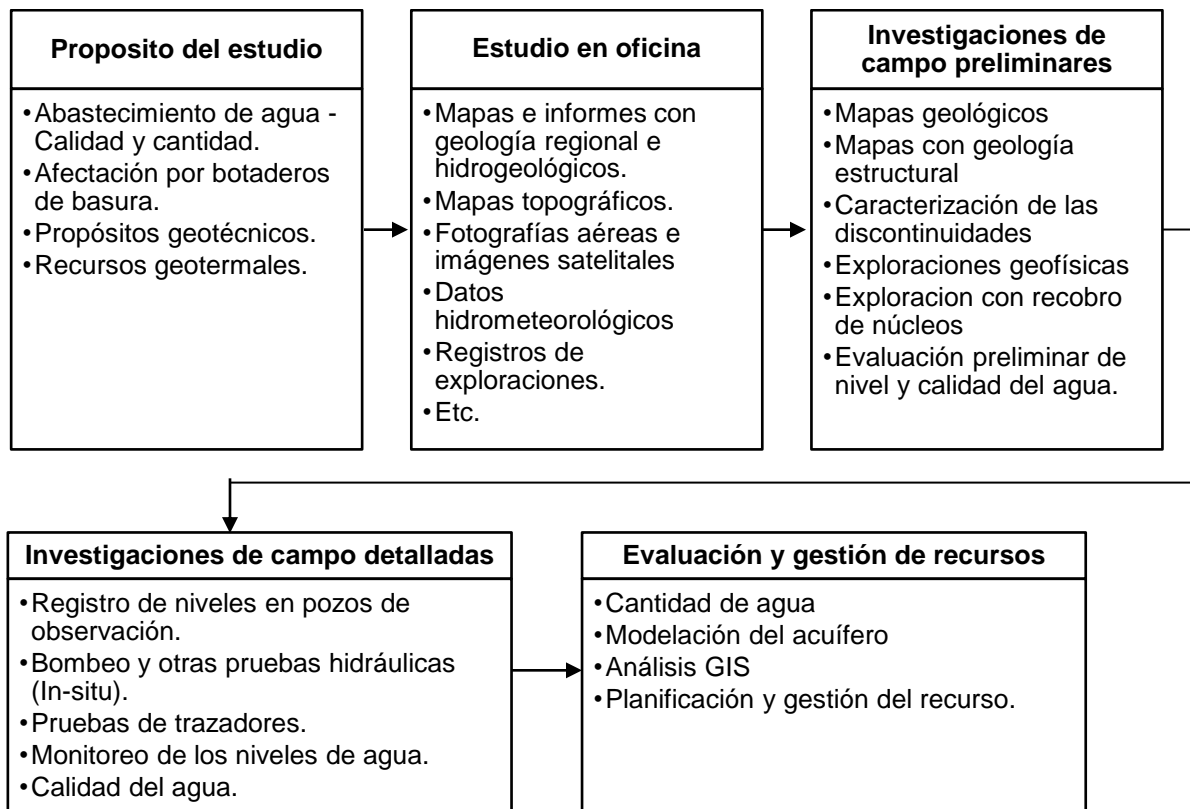 Proposito del estudio
•Abastecimiento de agua -
Calidad y cantidad.
•Afectación por botaderos
de basura.
•Propósitos geotécnicos.
•Recursos geotermales.
Estudio en oficina
•Mapas e informes con
geología regional e
hidrogeológicos.
•Mapas topográficos.
•Fotografías aéreas e
imágenes satelitales
•Datos
hidrometeorológicos
•Registros de
exploraciones.
•Etc.
Investigaciones de
campo preliminares
•Mapas geológicos
•Mapas con geología
estructural
•Caracterización de las
discontinuidades
•Exploraciones geofísicas
•Exploracion con recobro
de núcleos
•Evaluación preliminar de
nivel y calidad del agua.
Investigaciones de campo detalladas
•Registro de niveles en pozos de
observación.
•Bombeo y otras pruebas hidráulicas
(In-situ).
•Pruebas de trazadores.
•Monitoreo de los niveles de agua.
•Calidad del agua.
Evaluación y gestión de recursos
•Cantidad de agua
•Modelación del acuífero
•Análisis GIS
•Planificación y gestión del recurso.